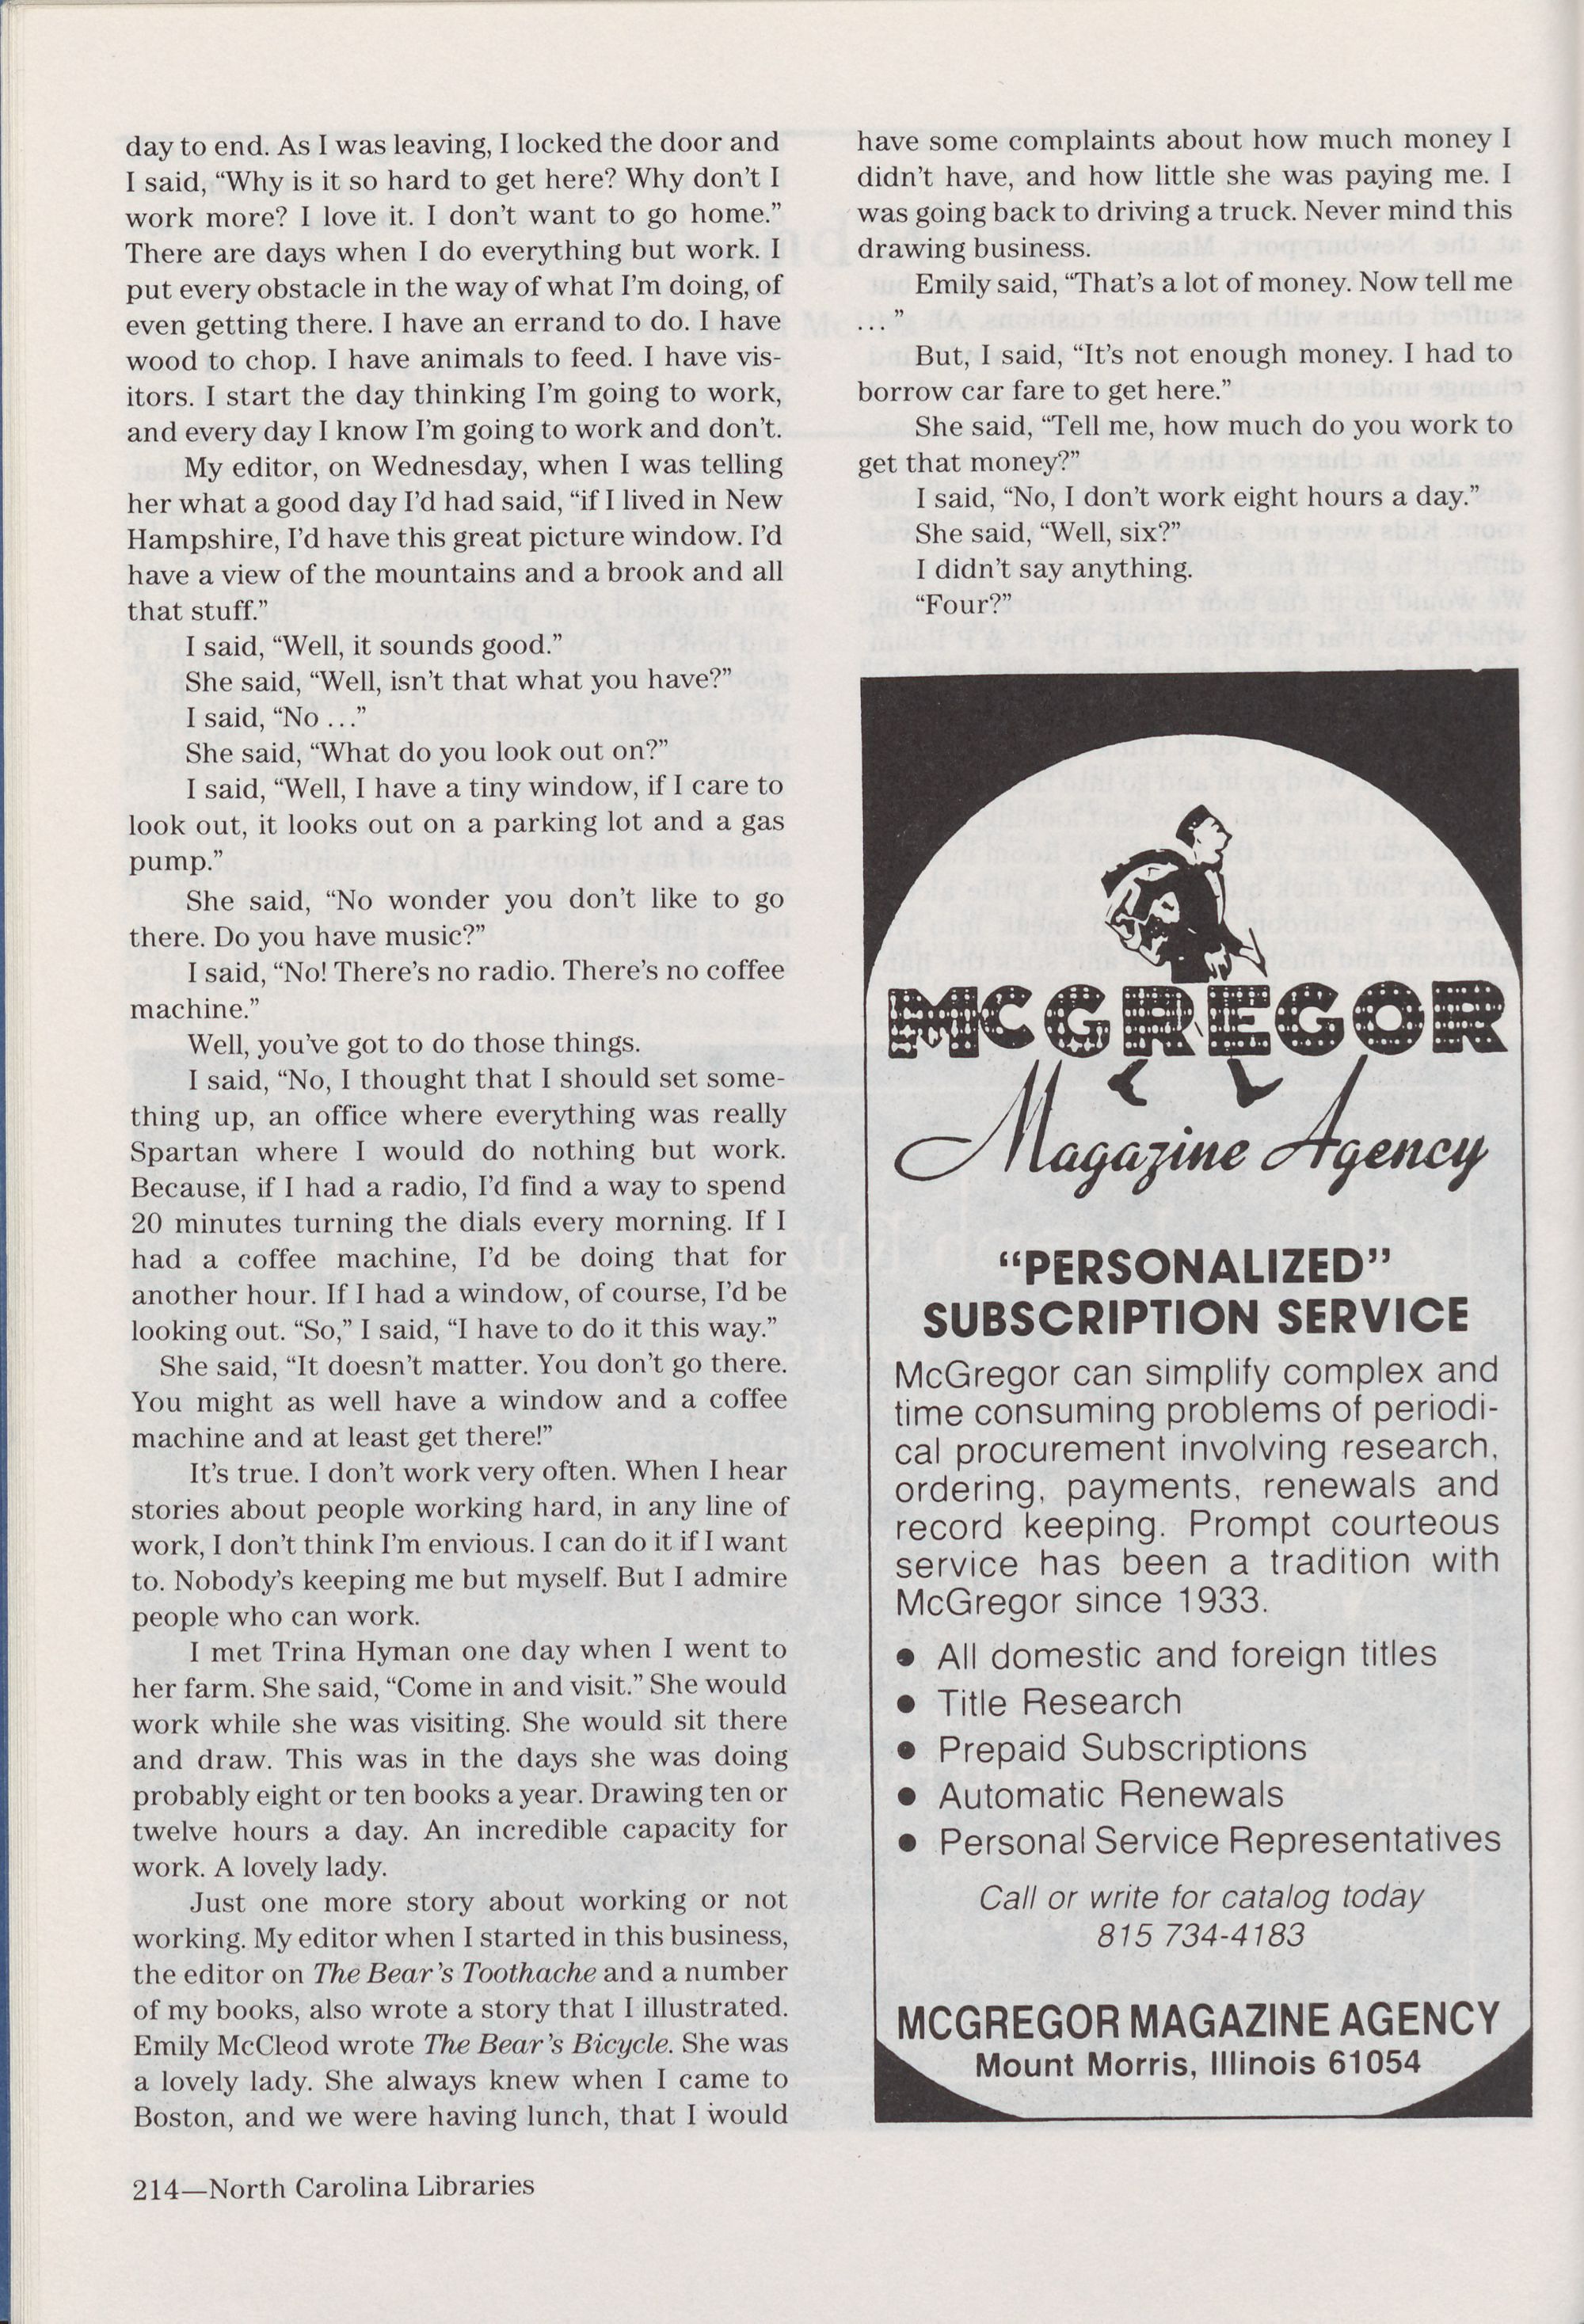 day to end. As I was leaving, I locked the door and
I said, “Why is it so hard to get here? Why don't I
work more? I love it. I don't want to go home.”
There are days when I do everything but work. I
put every obstacle in the way of what I'm doing, of
even getting there. I have an errand to do. I have
wood to chop. I have animals to feed. I have vis-
itors. I start the day thinking I'm going to work,
and every day I know I'm going to work and don't.
My editor, on Wednesday, when I was telling
her what a good day I'd had said, “if I lived in New
Hampshire, I'd have this great picture window. I'd
have a view of the mountains and a brook and all
that stuff.”
I said, “Well, it sounds good.”
She said, “Well, isn't that what you have?”
I said, “No ...”
She said, “What do you look out on?”
I said, “Well, I have a tiny window, if I care to
look out, it looks out on a parking lot and a gas
pump.”
She said, “No wonder you don't like to go
there. Do you have music?”
I said, “No! There's no radio. There's no coffee
machine.”
Well, you've got to do those things.
I said, “No, I thought that I should set some-
thing up, an office where everything was really
Spartan where I would do nothing but work.
Because, if I had a radio, I'd find a way to spend
20 minutes turning the dials every morning. If I
had a coffee machine, I'd be doing that for
another hour. If I had a window, of course, I'd be
looking out. “So,” I said, “I have to do it this way.”
She said, “It doesn't matter. You don't go there.
You might as well have a window and a coffee
machine and at least get there!”
It's true. I don't work very often. When I hear
stories about people working hard, in any line of
work, I don't think I'm envious. I can do it if I want
to. Nobody's keeping me but myself. But I admire
people who can work.
I met Trina Hyman one day when I went to
her farm. She said, “Come in and visit.” She would
work while she was visiting. She would sit there
and draw. This was in the days she was doing
probably eight or ten books a year. Drawing ten or
twelve hours a day. An incredible capacity for
work. A lovely lady.
Just one more story about working or not
working. My editor when I started in this business,
the editor on The Bear's Toothache and a number
of my books, also wrote a story that I illustrated.
Emily McCleod wrote The Bear's Bicycle. She was
a lovely lady. She always knew when I came to
Boston, and we were having lunch, that I would
have some complaints about how much money I
didn't have, and how little she was paying me. I
was going back to driving a truck. Never mind this
drawing business.
Emily said, “That's a lot of money. Now tell me
...”
But, I said, “It's not enough money. I had to
borrow car fare to get here.”
She said, “Tell me, how much do you work to
get that money?”
I said, “No, I don't work eight hours a day.”
She said, “Well, six?”
I didn't say anything.
“Four?”
MCGREGOR
Magazine Agency
“PERSONALIZED”
SUBSCRIPTION SERVICE
McGregor can simplify complex and
time consuming problems of periodi-
cal procurement involving research,
ordering, payments, renewals and
record keeping. Prompt courteous
service has been a tradition with
McGregor since 1933.
• All domestic and foreign titles
• Title Research
• Prepaid Subscriptions
• Automatic Renewals
• Personal Service Representatives
Call or write for catalog today
815 734-4183
MCGREGOR MAGAZINE AGENCY
Mount Morris, Illinois 61054
214—North Carolina Libraries